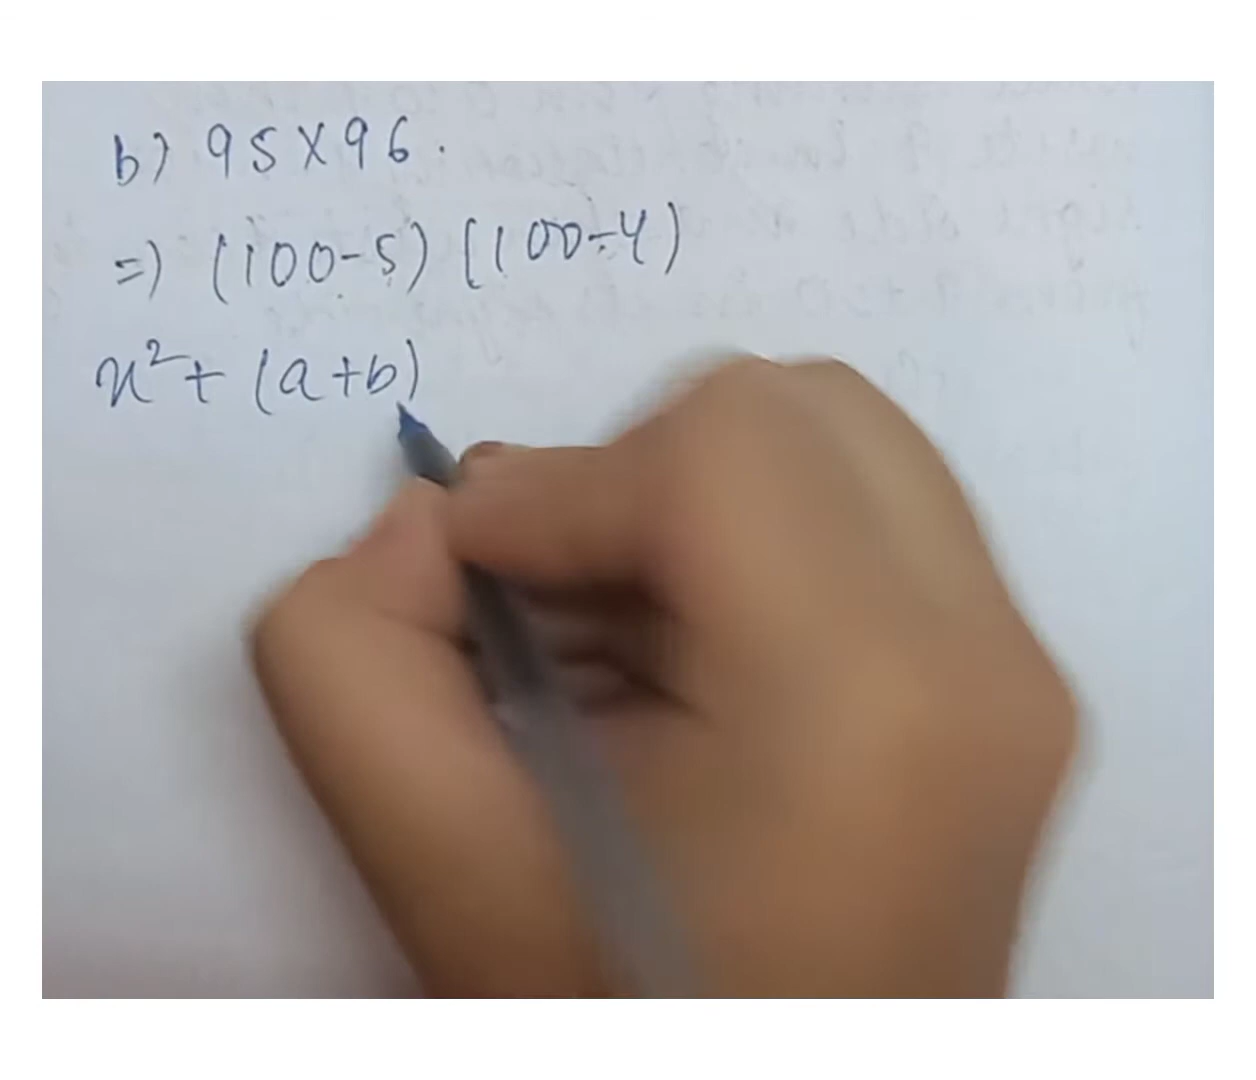 b) 95×96.
=) (100-5) (100-4)
x²+ (a+b)